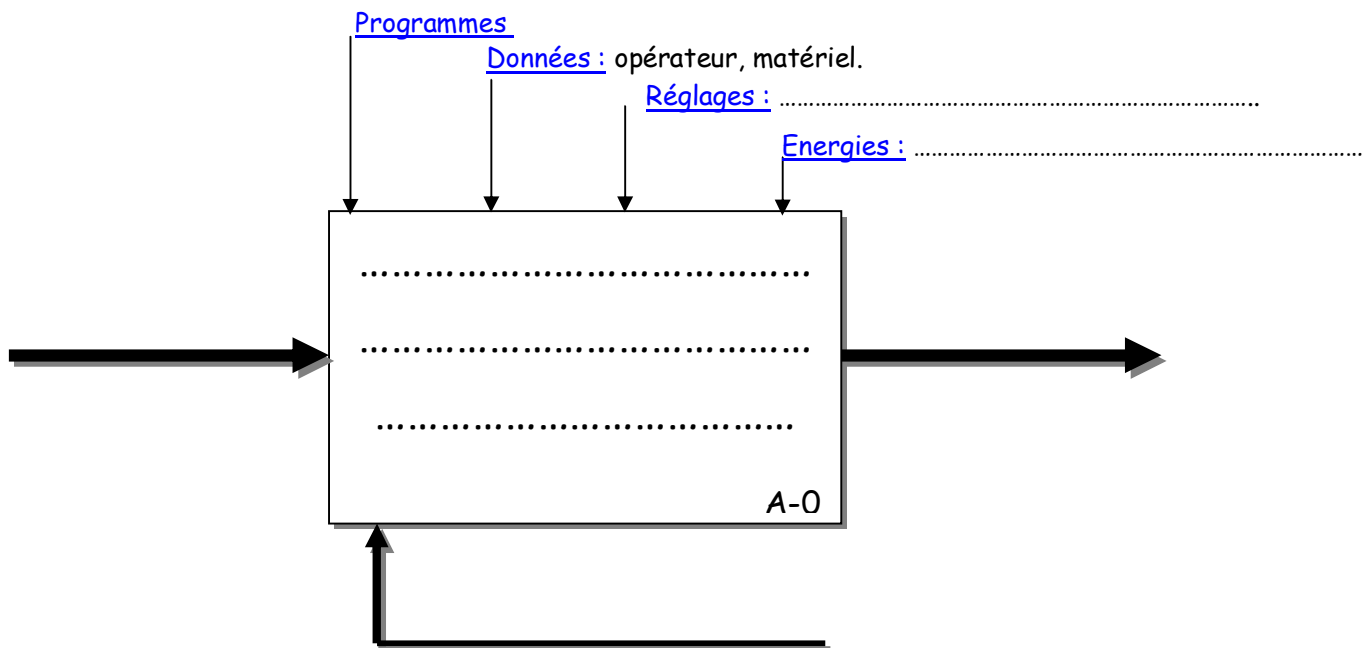 Programmes
Données : opérateur, matériel.
Réglages : ……………………………………………………………………..
Energies : …………………………………………………………………
……………………………………
……………………………………
…………………………………
A-0